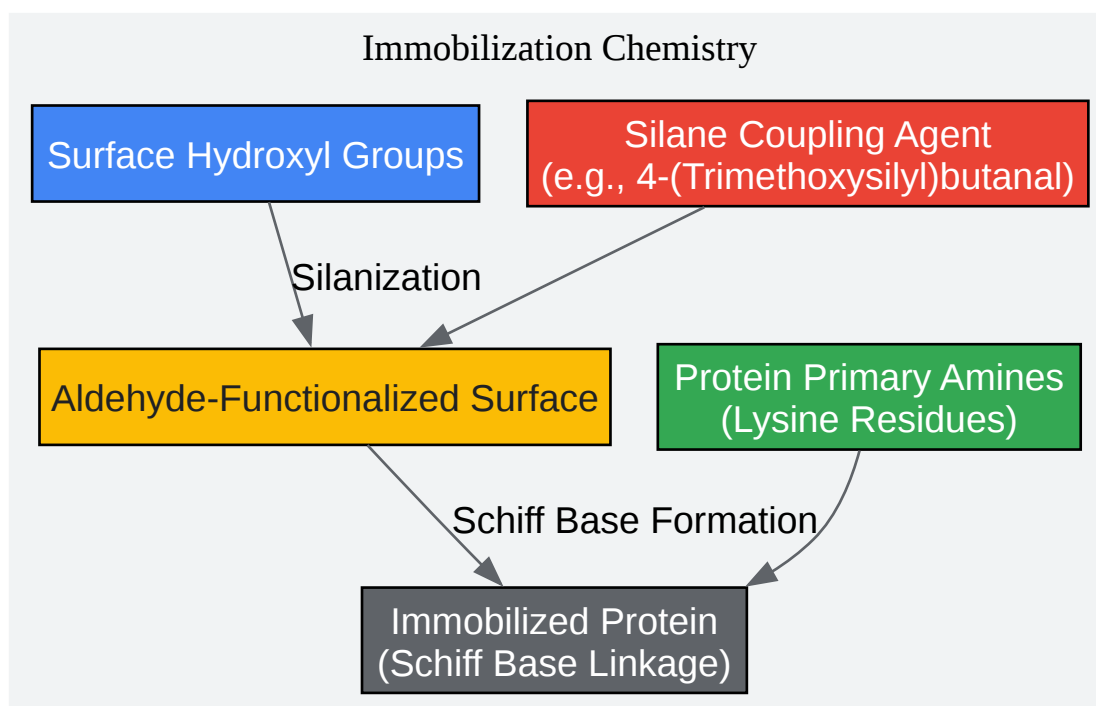 Immobilization Chemistry
Surface Hydroxyl Groups
Silane Coupling Agent
(e.g., 4-(Trimethoxysilyl)butanal)
Silanization
Aldehyde-Functionalized Surface
Protein Primary Amines
(Lysine Residues)
Schiff Base Formation
Immobilized Protein
(Schiff Base Linkage)